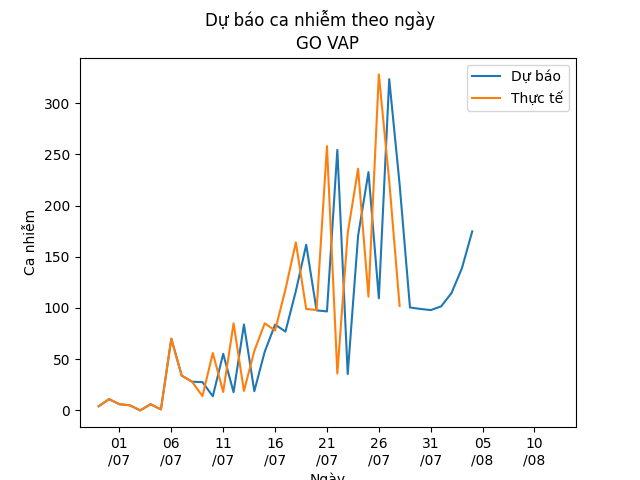 Dự báo ca nhiễm theo ngày
GO VAP
Dự báo
Thực tế
Ca nhiễm
300
250
200
150
100
50
0
01 06 11 16 21 26 31 05 10
/07 /07 /07 /07 /07 /07 /07 /08 /08
Ngày